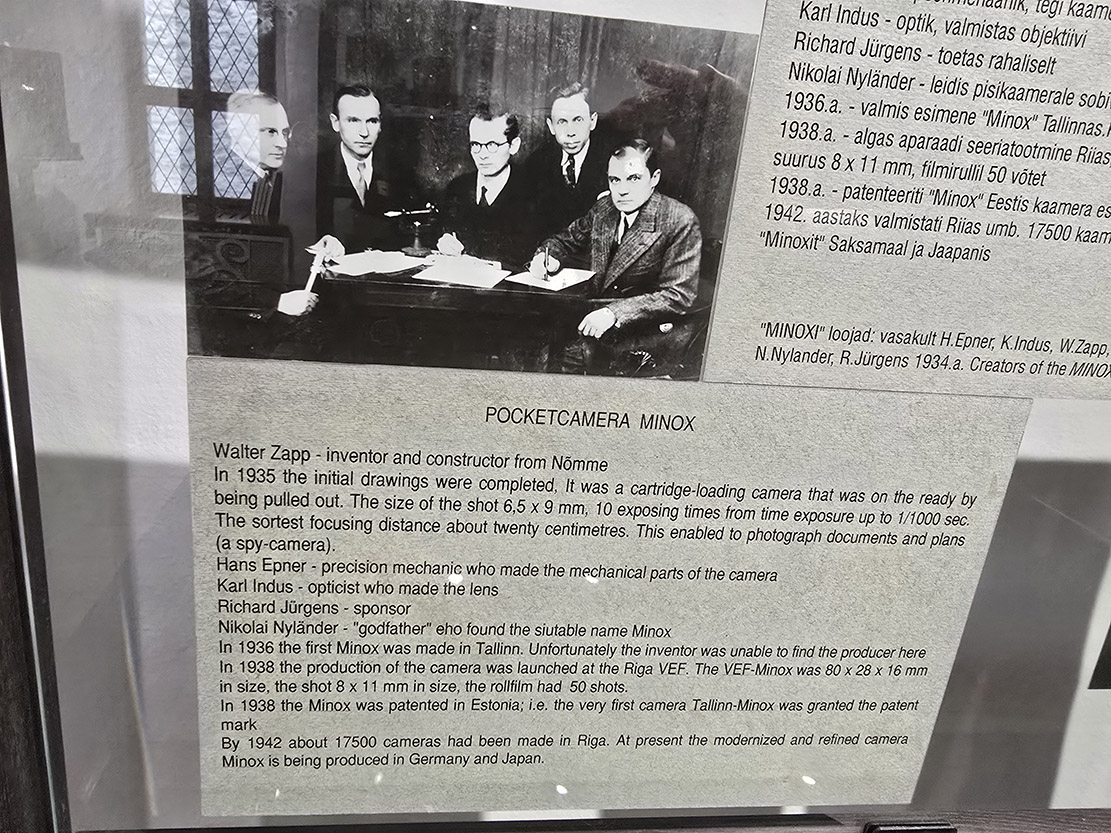 tegi
Karl Indus - optik, valmistas objektiivi
Richard Jürgens - toetas rahaliselt
Nikolai Nyländer - leidis pisikaamerale
1936.a. - valmis esimene "Minox" Tallinnas.
1938.a. - algas aparaadi seeriatootmine Riias
suurus 8 x 11 mm, filmirullil 50 võtet
1938.a. - patenteeriti "Minox" Eestis kaamera
1942. aastaks valmistati Riias umb. 17500
"Minoxit" Saksamaal ja Jaapanis
"MINOXI" loojad: vasakult H.Epner, K.Indus, W.Zapp,
N.Nylander, R.Jürgens 1934.a. Creators of the MINOX
POCKETCAMERA MINOX
Walter Zapp - inventor and constructor from Nõmme
In 1935 the initial drawings were completed, It was a cartridge-loading camera that was on the ready by
being pulled out. The size of the shot 6,5 x 9 mm, 10 exposing times from time exposure up to 1/1000 sec.
The sortest focusing distance about twenty centimetres. This enabled to photograph documents and plans
(a spy-camera).
Hans Epner - precision mechanic who made the mechanical parts of the camera
Karl Indus - opticist who made the lens
Richard Jürgens - sponsor
Nikolai Nyländer - "godfather" eho found the siutable name Minox
In 1936 the first Minox was made in Tallinn. Unfortunately the inventor was unable to find the producer here
In 1938 the production of the camera was launched at the Riga VEF. The VEF-Minox was 80 x 28 x 16 mm
in size, the shot 8 x 11 mm in size, the rollfilm had 50 shots.
In 1938 the Minox was patented in Estonia; i.e. the very first camera Tallinn-Minox was granted the patent
mark
By 1942 about 17500 cameras had been made in Riga. At present the modernized and refined camera
Minox is being produced in Germany and Japan.